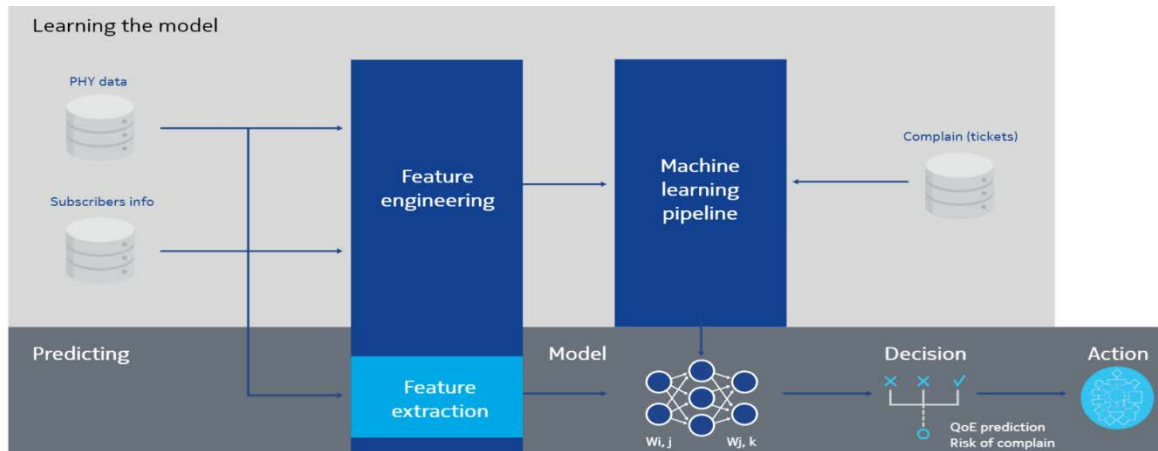 Learning the model
PHY data
Subscribers info
Feature
engineering
Machine
learning
pipeline
Complain (tickets)
Predicting
Feature
extraction
Model
Wi, j
Wj, k
Decision
QoE prediction
Risk of complain
Action